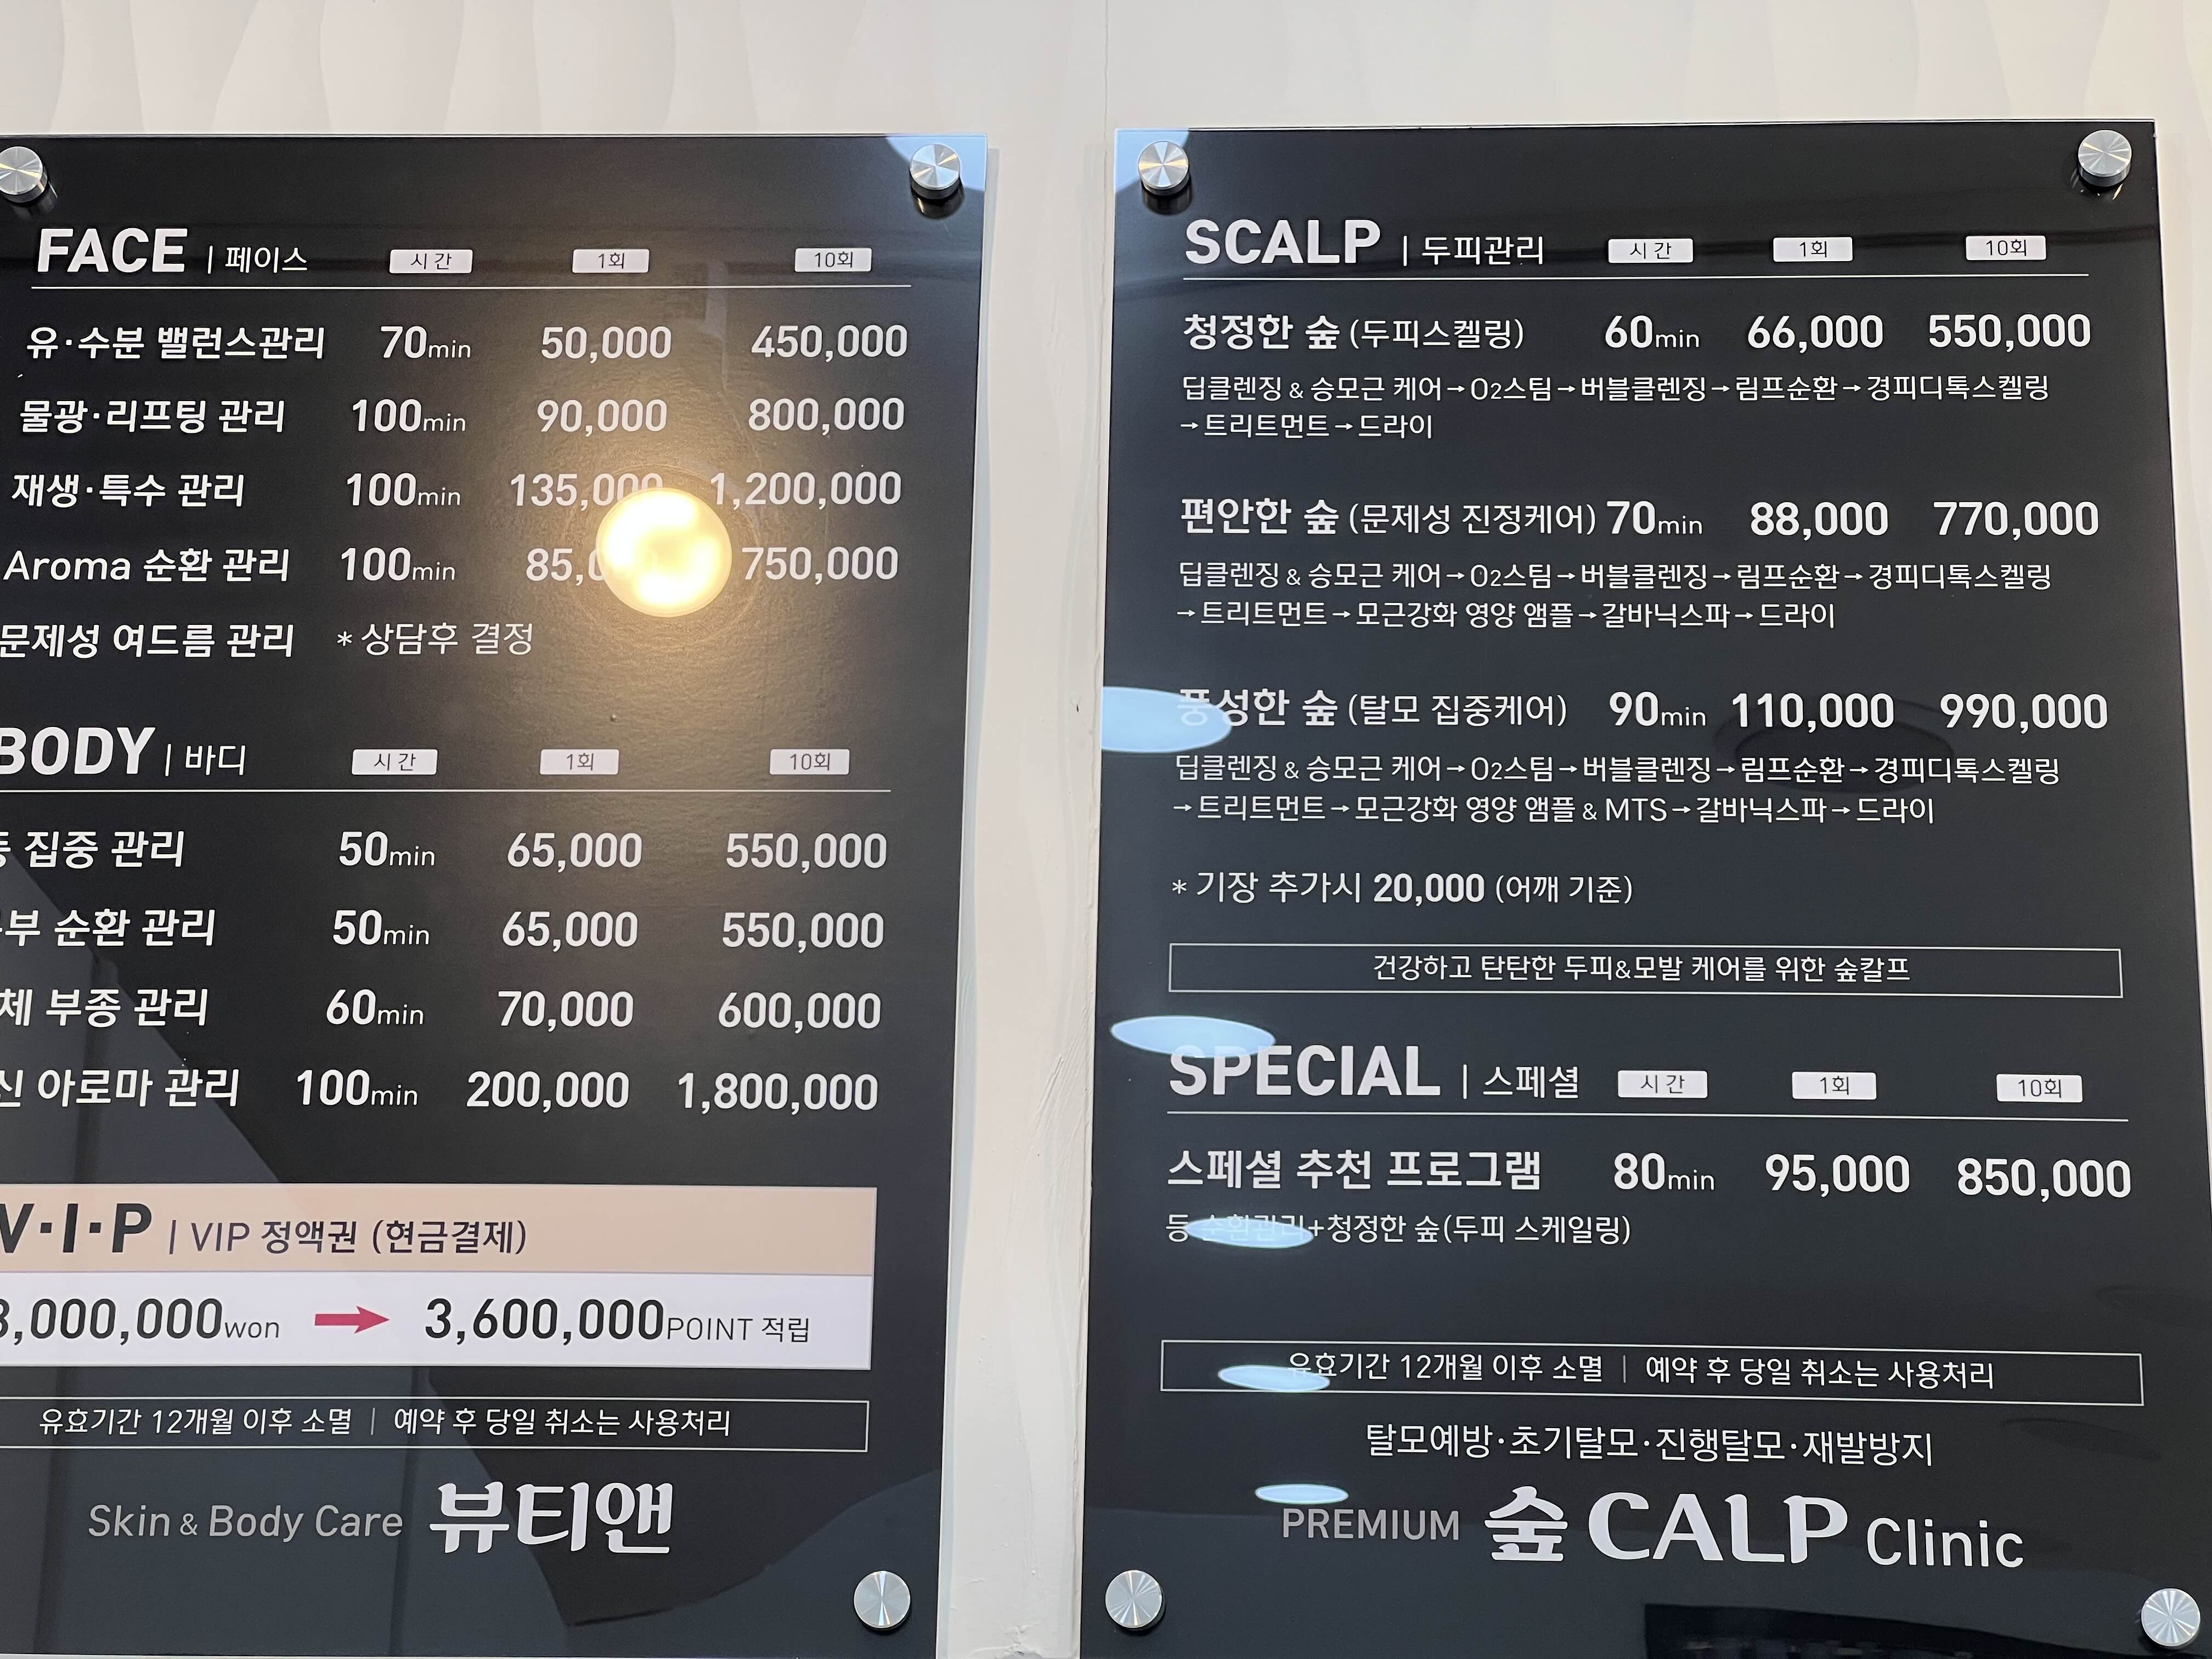 FACE | 페이스 시간 1회 10회
유·수분 밸런스관리 70min 50,000 450,000
물광·리프팅 관리 100min 90,000 800,000
재생·특수 관리 100min 135,000 1,200,000
Aroma 순환 관리 100min 750,000
문제성 여드름 관리 *상담후 결정
BODY | 바디 시간 1회 10회
집중 관리 50min 65,000 550,000
순환 관리 50min 65,000 550,000
부종 관리 60min 70,000 600,000
아로마 관리 100min 200,000 1,800,000
V·I·P | VIP 정액권 (현금결제)
3,000,000won → 3,600,000POINT 적립
유효기간 12개월 이후 소멸 | 예약 후 당일 취소는 사용처리
Skin & Body Care 뷰티앤
SCALP | 두피관리 시간 1회 10회
청정한 숲 (두피스켈링) 60min 66,000 550,000
딥클렌징 & 승모근 케어→O2스팀→버블클렌징→림프순환→경피디톡스켈링
→트리트먼트→드라이
편안한 숲 (문제성 진정케어) 70min 88,000 770,000
딥클렌징 & 승모근 케어→O2스팀→버블클렌징→림프순환→경피디톡스켈링
→트리트먼트→모근강화 영양 앰플→갈바닉스파→드라이
풍성한 숲 (탈모 집중케어) 90min 110,000 990,000
딥클렌징 & 승모근 케어→O2스팀→버블클렌징→림프순환→경피디톡스켈링
→트리트먼트→모근강화 영양 앰플 & MTS→갈바닉스파→드라이
* 기장 추가시 20,000 (어깨 기준)
건강하고 탄탄한 두피&모발 케어를 위한 숲칼프
SPECIAL | 스페셜 시간 1회 10회
스페셜 추천 프로그램 80min 95,000 850,000
등 순환관리+청정한 숲(두피 스케일링)
유효기간 12개월 이후 소멸 | 예약 후 당일 취소는 사용처리
탈모예방·초기탈모·진행탈모·재발방지
PREMIUM 숲 CALP Clinic